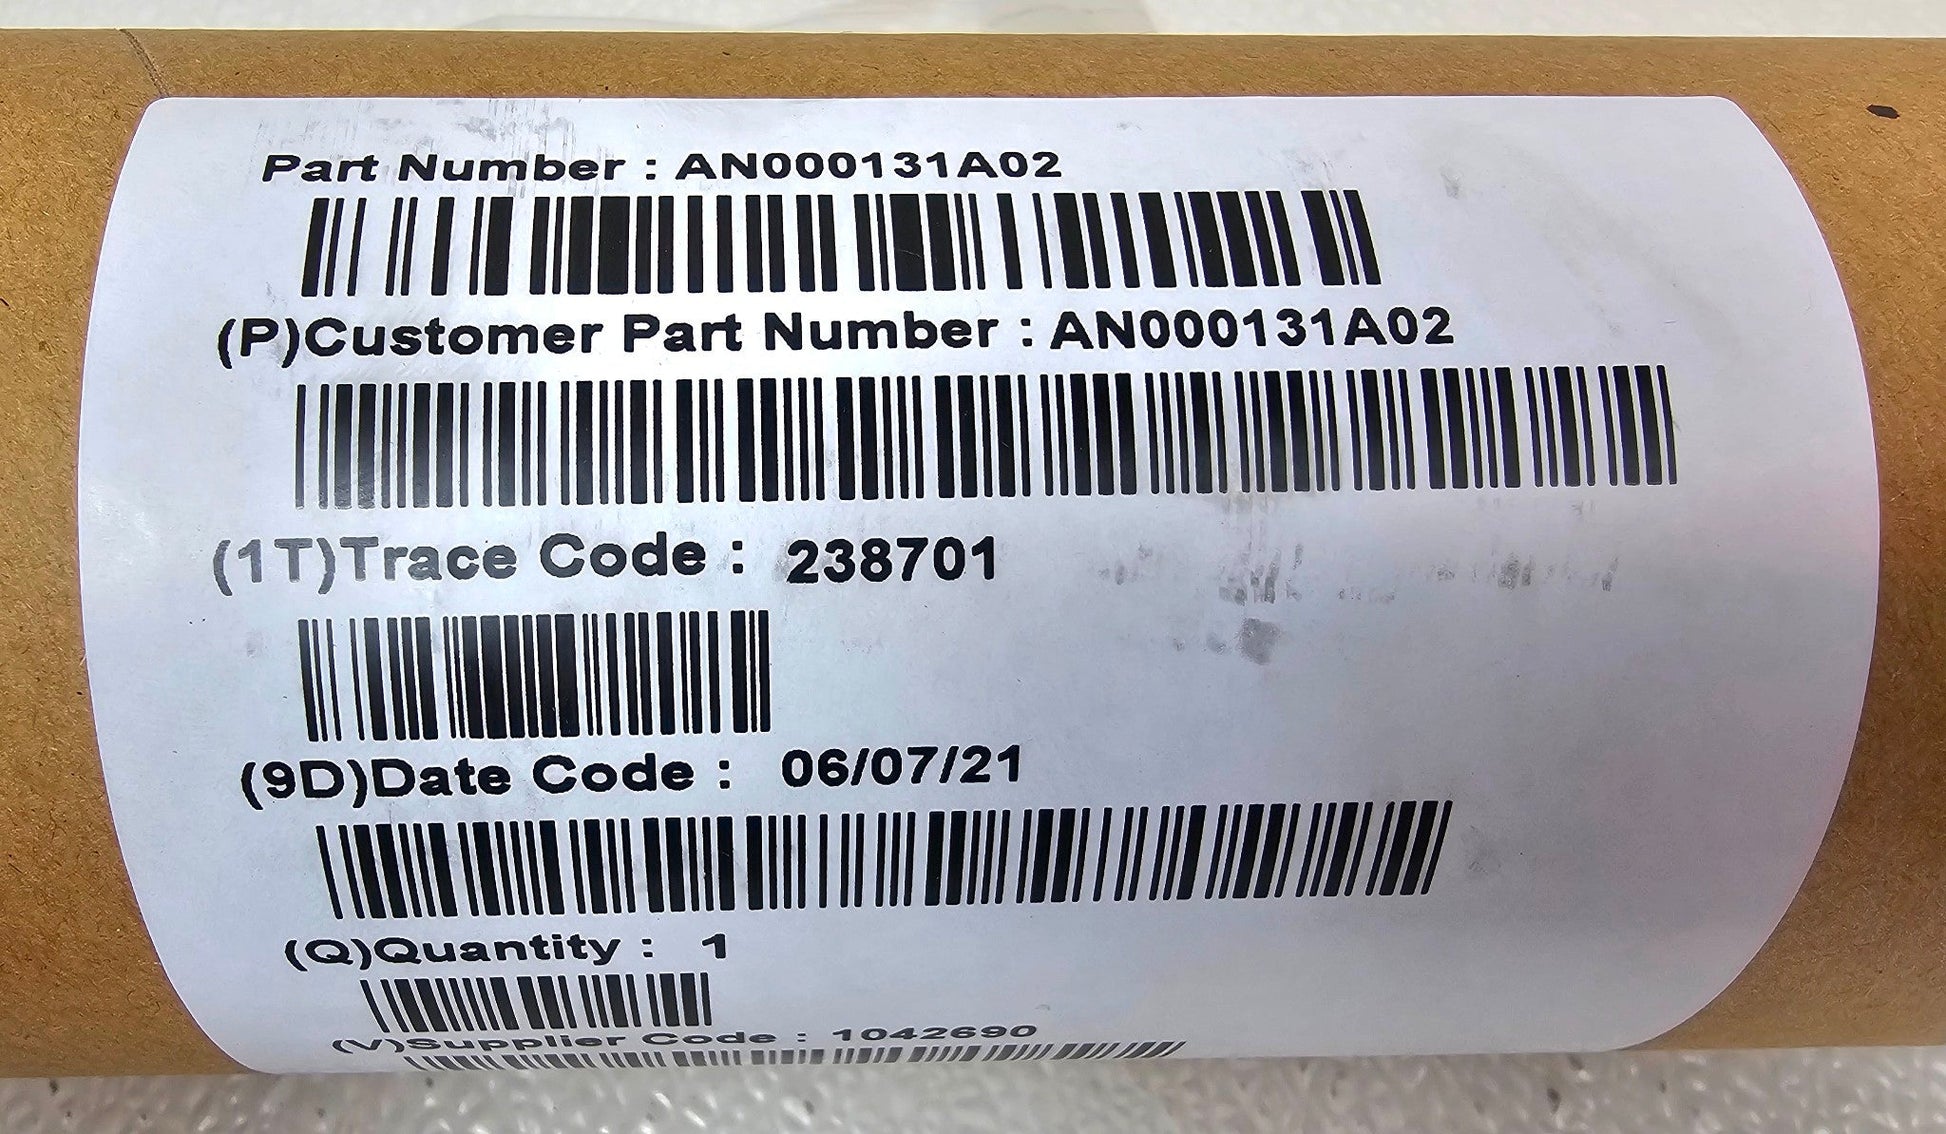 Part Number : AN000131A02
(P)Customer Part Number : AN000131A02
(1T)Trace Code : 238701
(9D)Date Code : 06/07/21
(Q)Quantity : 1
(V)Supplier Code : 1042690